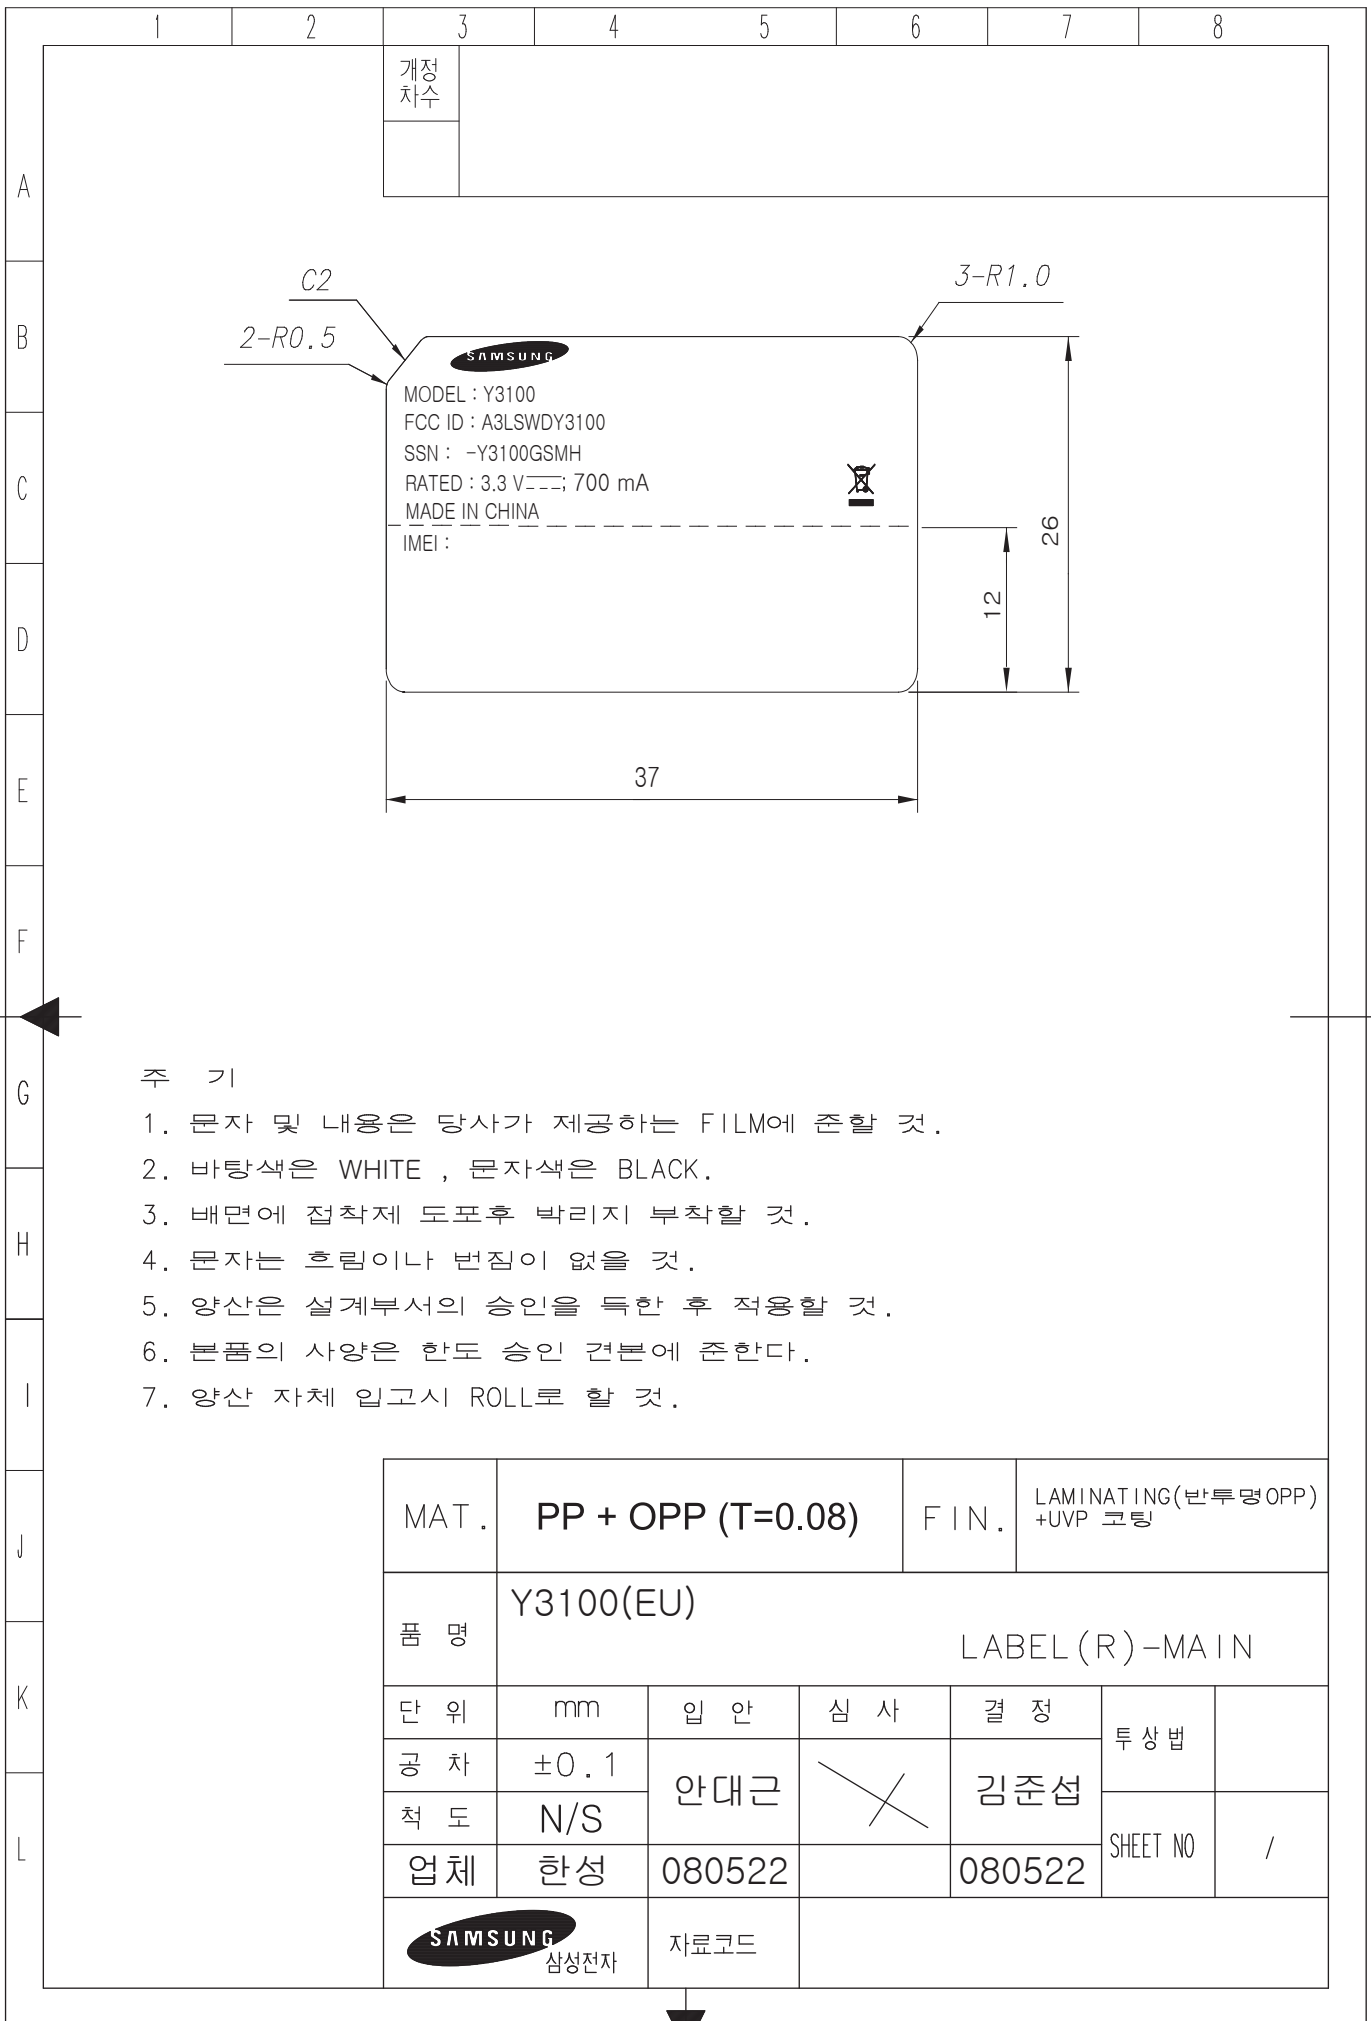 1 2 3 4 5 6 7 8
개정
차수
A
B
C
D
E
F
G
H
I
J
K
L
C2
3-R1.0
2-R0.5
SAMSUNG
MODEL : Y3100
FCC ID : A3LSWDY3100
SSN : -Y3100GSMH
RATED : 3.3 V⎓; 700 mA
MADE IN CHINA
IMEI :
26
12
37
주 기
1. 문자 및 내용은 당사가 제공하는 FILM에 준할 것.
2. 바탕색은 WHITE , 문자색은 BLACK.
3. 배면에 접착제 도포후 박리지 부착할 것.
4. 문자는 흐림이나 번짐이 없을 것.
5. 양산은 설계부서의 승인을 득한 후 적용할 것.
6. 본품의 사양은 한도 승인 견본에 준한다.
7. 양산 자체 입고시 ROLL로 할 것.
MAT. PP + OPP (T=0.08) FIN. LAMINATING(반투명OPP)
+UVP 코팅
품 명 Y3100(EU)
LABEL(R)-MAIN
단 위 mm 입 안 심 사 결 정 투상법
공 차 ±0.1 안대근 김준섭
척 도 N/S SHEET NO /
업체 한성 080522 080522
SAMSUNG 삼성전자 자료코드